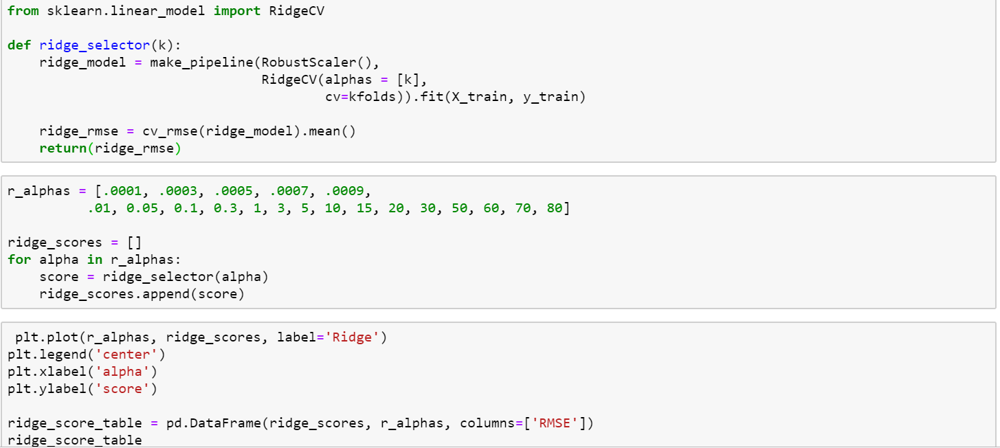 from sklearn.linear_model import RidgeCV
def ridge_selector(k):
    ridge_model = make_pipeline(RobustScaler(),
                                RidgeCV(alphas = [k],
                                        cv=kfolds)).fit(X_train, y_train)
    ridge_rmse = cv_rmse(ridge_model).mean()
    return(ridge_rmse)
r_alphas = [.0001, .0003, .0005, .0007, .0009,
          .01, 0.05, 0.1, 0.3, 1, 3, 5, 10, 15, 20, 30, 50, 60, 70, 80]
ridge_scores = []
for alpha in r_alphas:
    score = ridge_selector(alpha)
    ridge_scores.append(score)
 plt.plot(r_alphas, ridge_scores, label='Ridge')
plt.legend('center')
plt.xlabel('alpha')
plt.ylabel('score')
ridge_score_table = pd.DataFrame(ridge_scores, r_alphas, columns=['RMSE'])
ridge_score_table